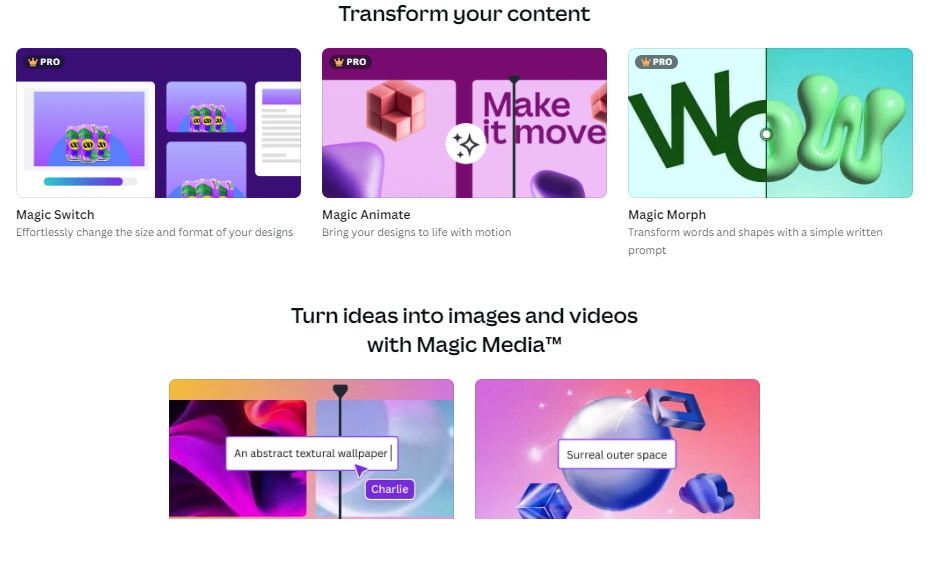 Transform your content
PRO
PRO
Make
it move
PRO
Wow
Magic Switch
Effortlessly change the size and format of your designs
Magic Animate
Bring your designs to life with motion
Magic Morph
Transform words and shapes with a simple written
prompt
Turn ideas into images and videos
with Magic Media™
An abstract textural wallpaper
Charlie
Surreal outer space